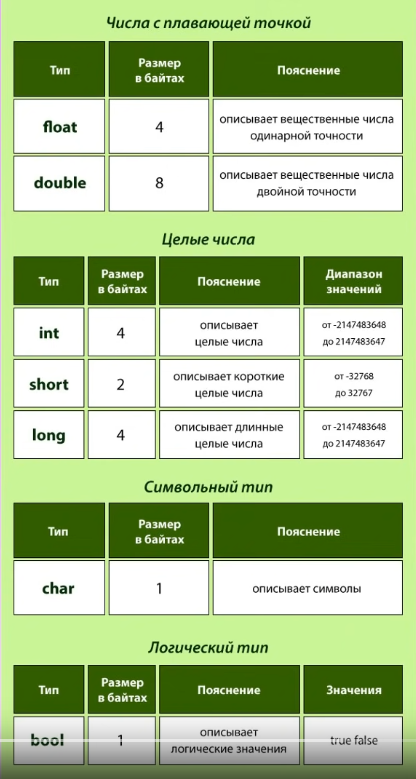 Числа с плавающей точкой
Тип Размер в байтах Пояснение
float 4 описывает вещественные числа одинарной точности
double 8 описывает вещественные числа двойной точности
Целые числа
Тип Размер в байтах Пояснение Диапазон значений
int 4 описывает целые числа от -2147483648 до 2147483647
short 2 описывает короткие целые числа от -32768 до 32767
long 4 описывает длинные целые числа от -2147483648 до 2147483647
Символьный тип
Тип Размер в байтах Пояснение
char 1 описывает символы
Логический тип
Тип Размер в байтах Пояснение Значения
bool 1 описывает логические значения true false